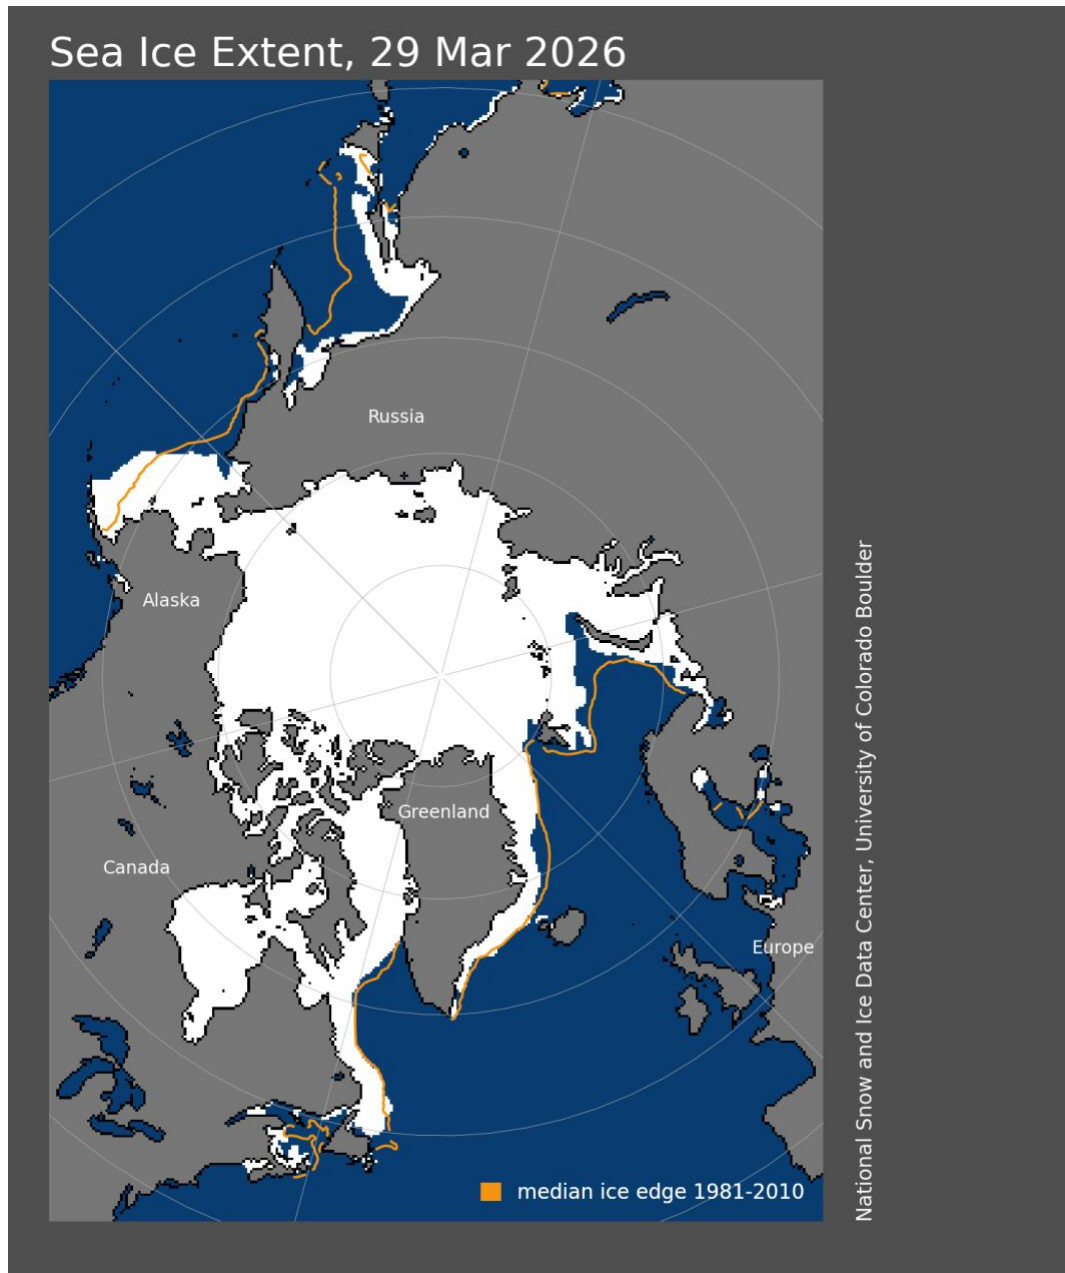 Sea Ice Extent, 29 Mar 2026
Russia
Alaska
Greenland
Canada
Europe
median ice edge 1981-2010
National Snow and Ice Data Center, University of Colorado Boulder